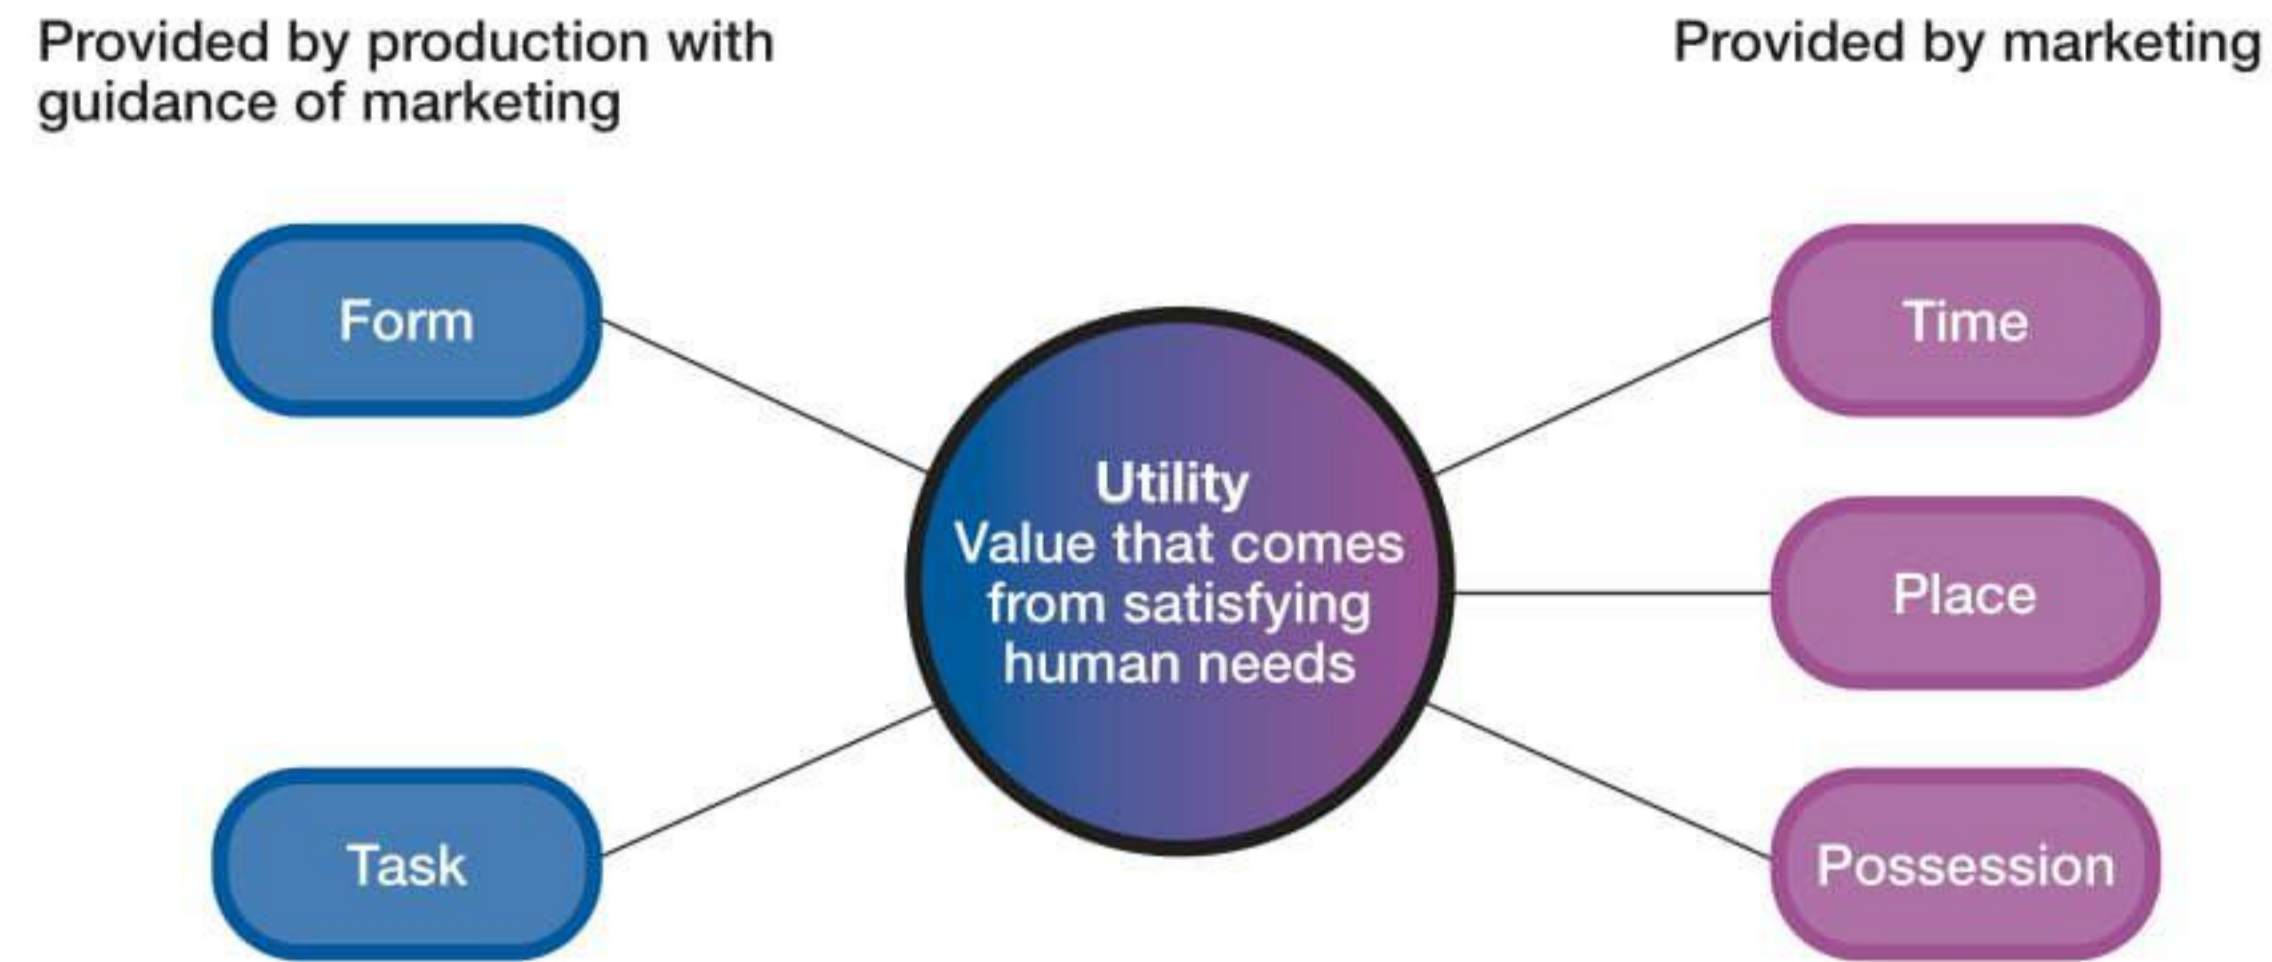 Provided by production with
guidance of marketing
Provided by marketing
Form
Task
Utility
Value that comes
from satisfying
human needs
Time
Place
Possession